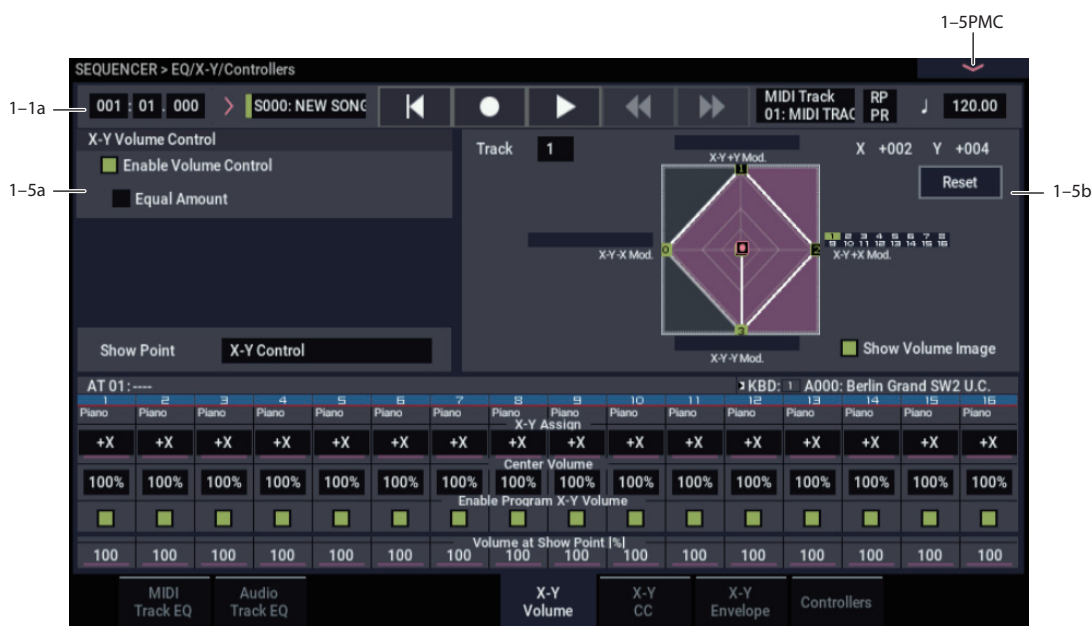 1–5PMC
SEQUENCER > EQ/X-Y/Controllers
1–1a
001 : 01 . 000
S000: NEW SONG
MIDI Track
01: MIDI TRAC
RP
PR
♩ 120.00
X-Y Volume Control
Enable Volume Control
1–5a
Equal Amount
Track 1
X +002 Y +004
X-Y+Y Mod.
Reset
1–5b
X-Y-X Mod.
0 1 2 3
1 2 3 4 5 6 7 8
9 10 11 12 13 14 15 16
X-Y+X Mod.
Show Point X-Y Control
X-Y-Y Mod.
Show Volume Image
AT 01:----
KBD: 1 A000: Berlin Grand SW2 U.C.
1 2 3 4 5 6 7 8 9 10 11 12 13 14 15 16
Piano Piano Piano Piano Piano Piano Piano Piano Piano Piano Piano Piano Piano Piano Piano Piano
X-Y Assign
+X +X +X +X +X +X +X +X +X +X +X +X +X +X +X +X
Center Volume
100% 100% 100% 100% 100% 100% 100% 100% 100% 100% 100% 100% 100% 100% 100% 100%
Enable Program X-Y Volume
Volume at Show Point [%]
100 100 100 100 100 100 100 100 100 100 100 100 100 100 100 100
MIDI
Track EQ
Audio
Track EQ
X-Y
Volume
X-Y
CC
X-Y
Envelope
Controllers